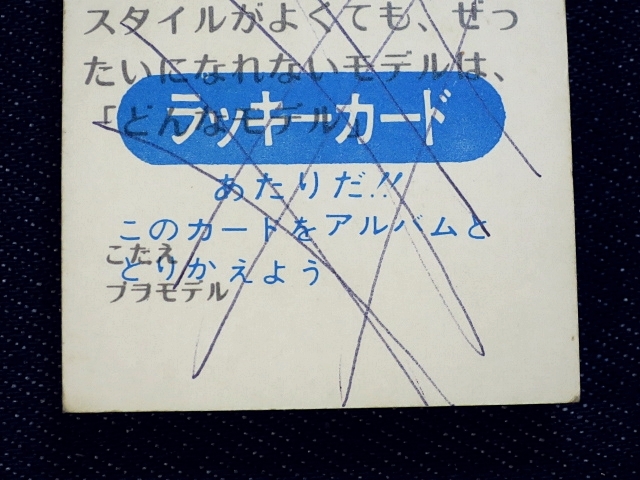 スタイルがよくても、ぜっ
たいになれないモデルは、
「どんなモデル」
ラッキーカード
あたりだ!!
このカードをアルバムと
とりかえよう
こたえ
プラモデル